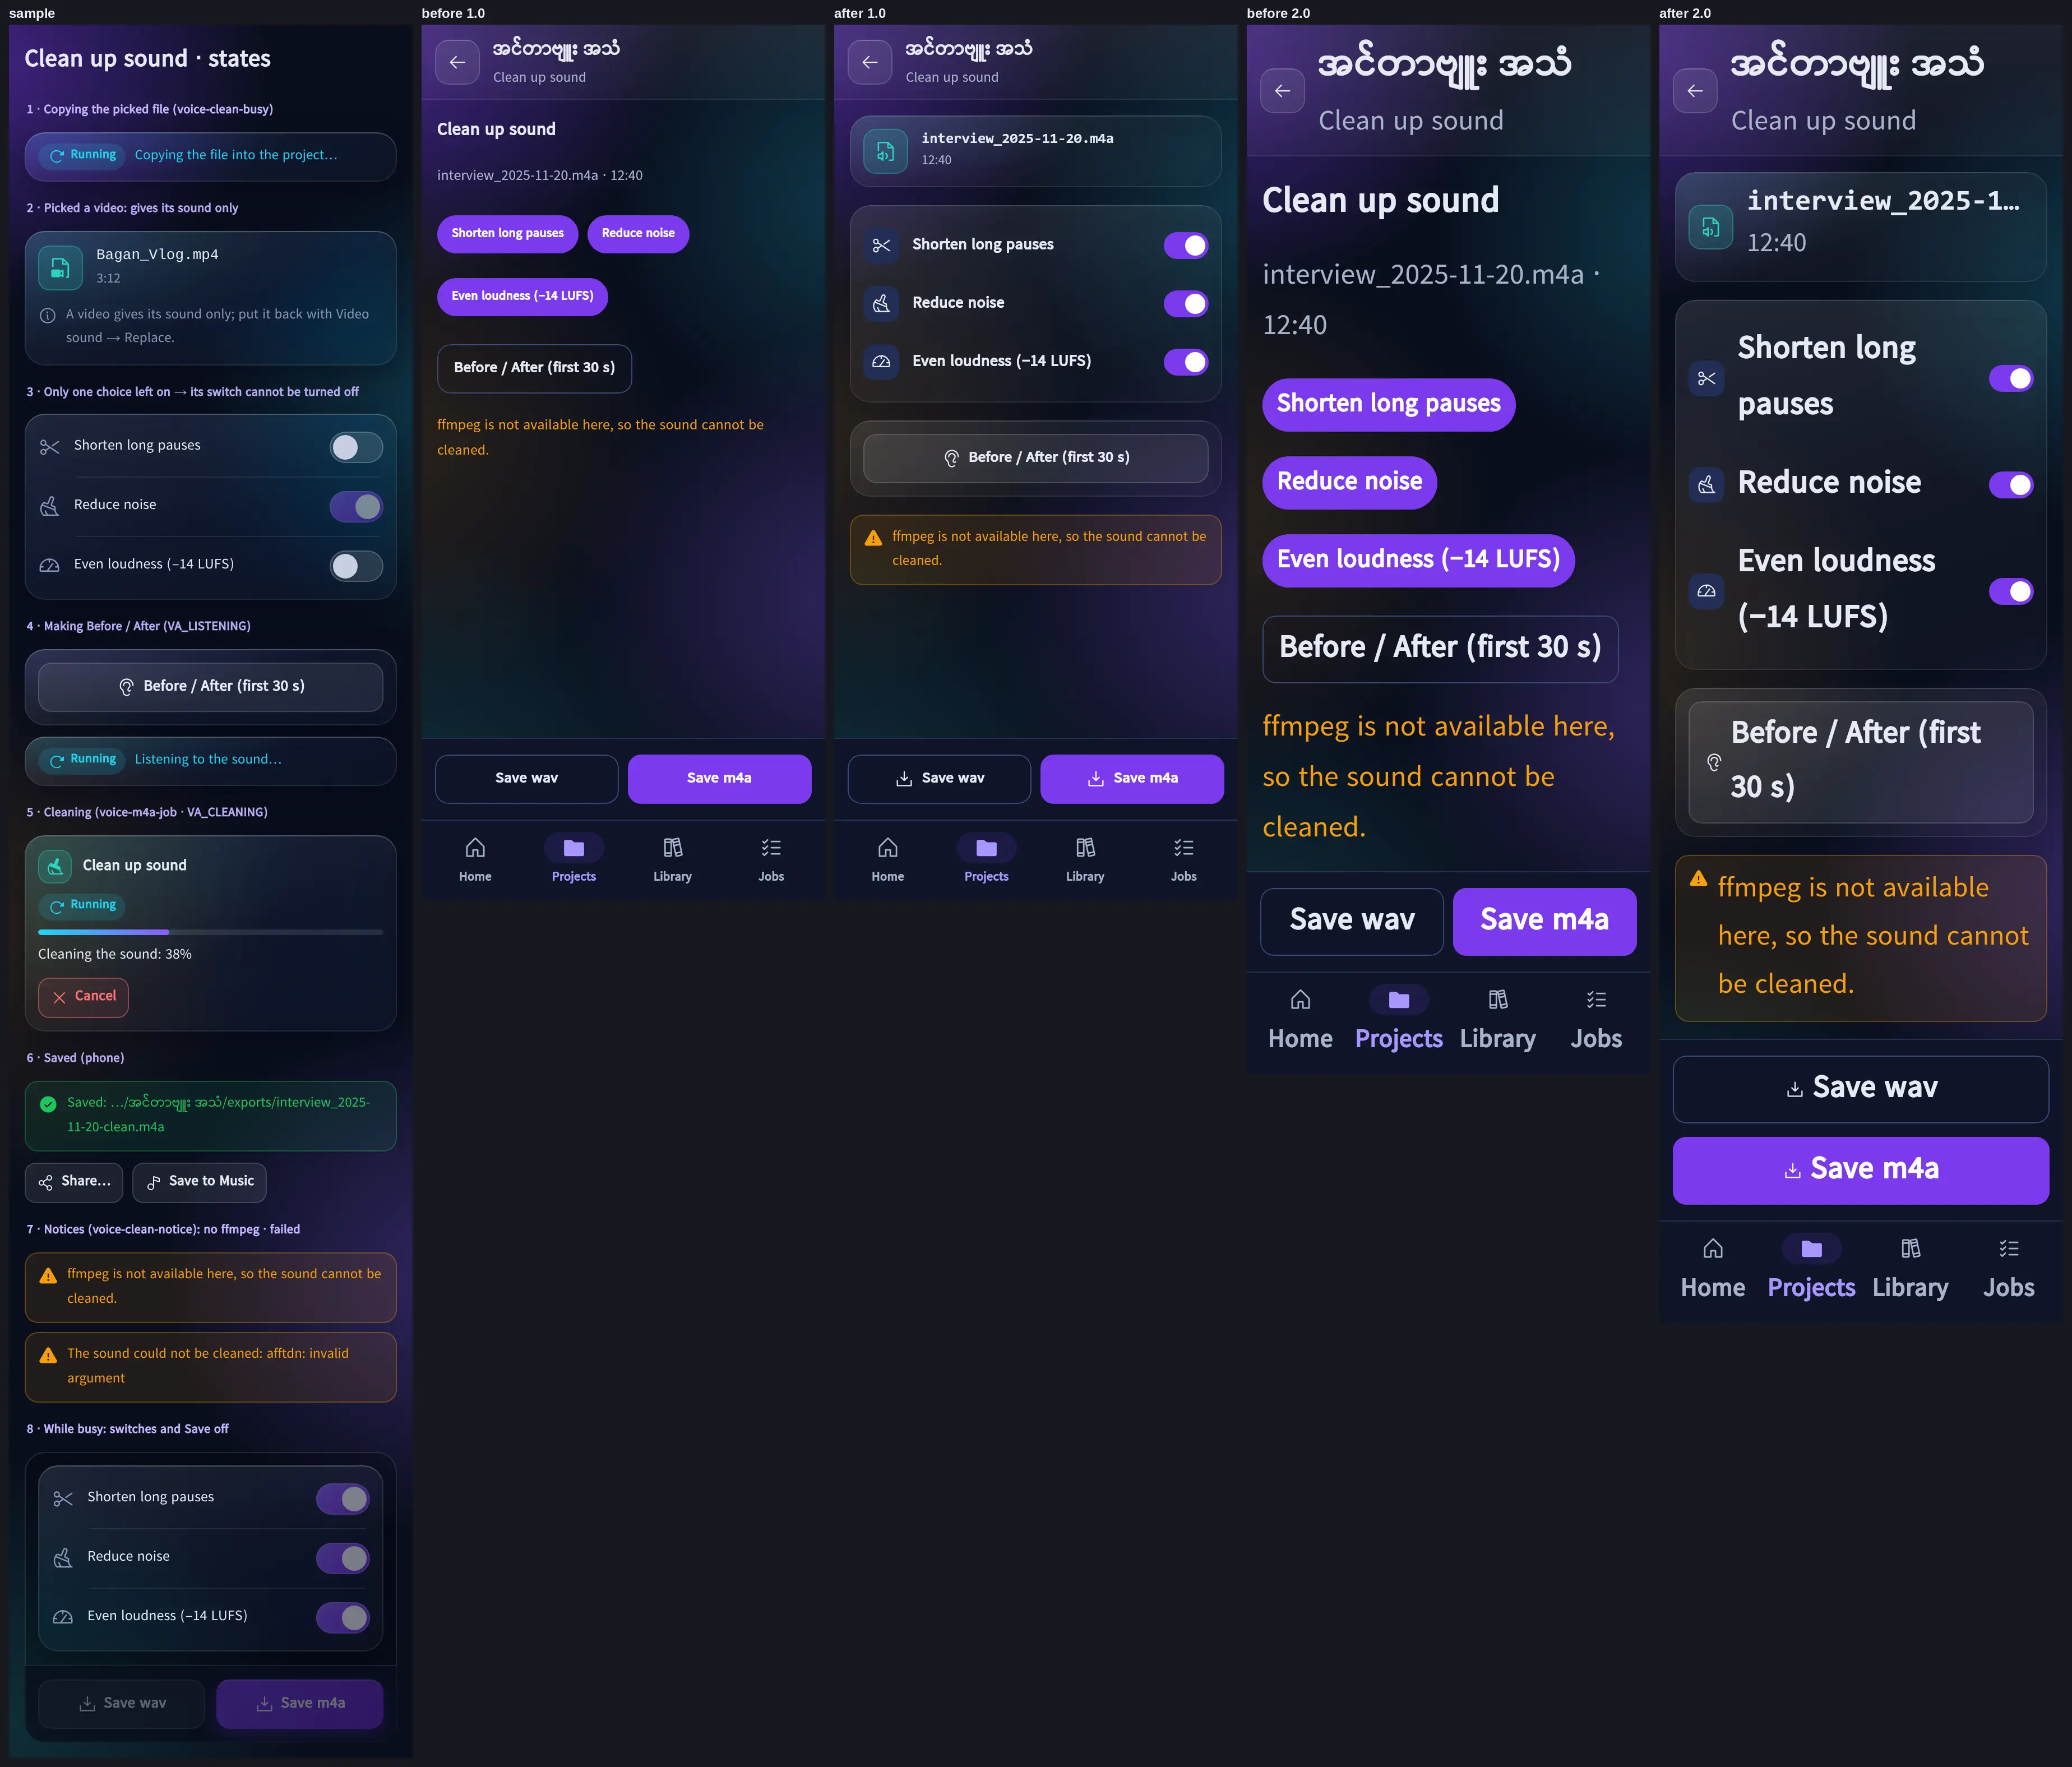 sample
Clean up sound · states
1 · Copying the picked file (voice-clean-busy)
Running Copying the file into the project…
2 · Picked a video: gives its sound only
Bagan_Vlog.mp4
3:12
A video gives its sound only; put it back with Video
sound → Replace.
3 · Only one choice left on → its switch cannot be turned off
Shorten long pauses
Reduce noise
Even loudness (−14 LUFS)
4 · Making Before / After (VA_LISTENING)
Before / After (first 30 s)
Running Listening to the sound…
5 · Cleaning (voice-m4a-job · VA_CLEANING)
Clean up sound
Running
Cleaning the sound: 38%
Cancel
6 · Saved (phone)
Saved: …/အင်တာဗျူး အသံ/exports/interview_2025-
11-20-clean.m4a
Share… Save to Music
7 · Notices (voice-clean-notice): no ffmpeg · failed
ffmpeg is not available here, so the sound cannot be
cleaned.
The sound could not be cleaned: afftdn: invalid
argument
8 · While busy: switches and Save off
Shorten long pauses
Reduce noise
Even loudness (−14 LUFS)
Save wav Save m4a
before 1.0
အင်တာဗျူး အသံ
Clean up sound
Clean up sound
interview_2025-11-20.m4a · 12:40
Shorten long pauses Reduce noise
Even loudness (−14 LUFS)
Before / After (first 30 s)
ffmpeg is not available here, so the sound cannot be
cleaned.
Save wav Save m4a
Home Projects Library Jobs
after 1.0
အင်တာဗျူး အသံ
Clean up sound
interview_2025-11-20.m4a
12:40
Shorten long pauses
Reduce noise
Even loudness (−14 LUFS)
Before / After (first 30 s)
ffmpeg is not available here, so the sound cannot be
cleaned.
Save wav Save m4a
Home Projects Library Jobs
before 2.0
အင်တာဗျူး အသံ
Clean up sound
Clean up sound
interview_2025-11-20.m4a ·
12:40
Shorten long pauses
Reduce noise
Even loudness (−14 LUFS)
Before / After (first 30 s)
ffmpeg is not available here,
so the sound cannot be
cleaned.
Save wav Save m4a
Home Projects Library Jobs
after 2.0
အင်တာဗျူး အသံ
Clean up sound
interview_2025-1…
12:40
Shorten long
pauses
Reduce noise
Even loudness
(−14 LUFS)
Before / After (first
30 s)
ffmpeg is not available
here, so the sound cannot
be cleaned.
Save wav
Save m4a
Home Projects Library Jobs